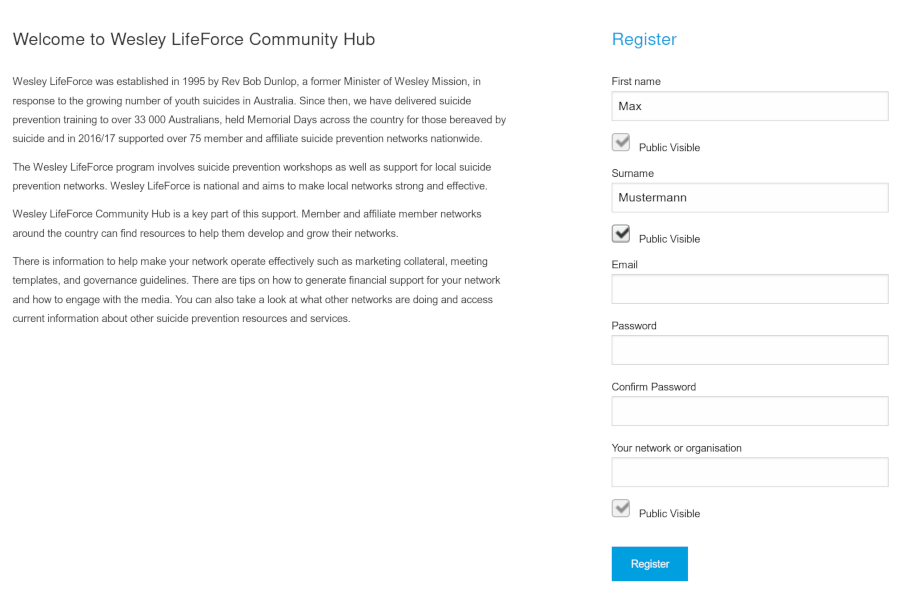 Welcome to Wesley LifeForce Community Hub
Wesley LifeForce was established in 1995 by Rev Bob Dunlop, a former Minister of Wesley Mission, in
response to the growing number of youth suicides in Australia. Since then, we have delivered suicide
prevention training to over 33 000 Australians, held Memorial Days across the country for those bereaved by
suicide and in 2016/17 supported over 75 member and affiliate suicide prevention networks nationwide.
The Wesley LifeForce program involves suicide prevention workshops as well as support for local suicide
prevention networks. Wesley LifeForce is national and aims to make local networks strong and effective.
Wesley LifeForce Community Hub is a key part of this support. Member and affiliate member networks
around the country can find resources to help them develop and grow their networks.
There is information to help make your network operate effectively such as marketing collateral, meeting
templates, and governance guidelines. There are tips on how to generate financial support for your network
and how to engage with the media. You can also take a look at what other networks are doing and access
current information about other suicide prevention resources and services.
Register
First name
Max
Public Visible
Surname
Mustermann
Public Visible
Email
Password
Confirm Password
Your network or organisation
Public Visible
Register